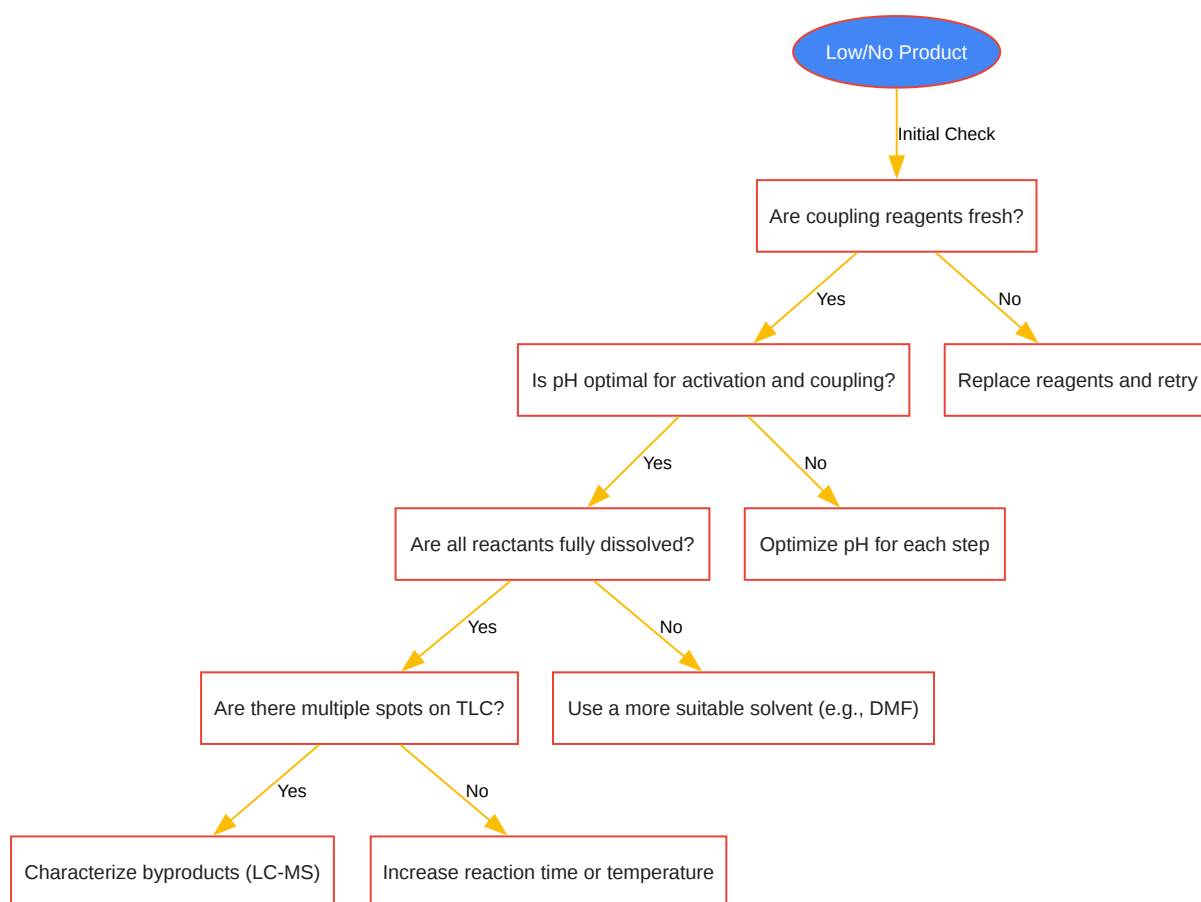 Low/No Product
Initial Check
Are coupling reagents fresh?
Yes
No
Is pH optimal for activation and coupling?
Replace reagents and retry
Yes
No
Are all reactants fully dissolved?
Optimize pH for each step
Yes
No
Are there multiple spots on TLC?
Use a more suitable solvent (e.g., DMF)
Yes
No
Characterize byproducts (LC-MS)
Increase reaction time or temperature